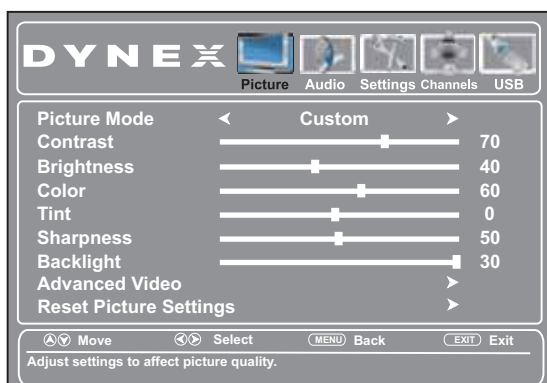 DYNEX
Picture Audio Settings Channels USB
Picture Mode Custom
Contrast 70
Brightness 40
Color 60
Tint 0
Sharpness 50
Backlight 30
Advanced Video
Reset Picture Settings
Move Select MENU Back EXIT Exit
Adjust settings to affect picture quality.